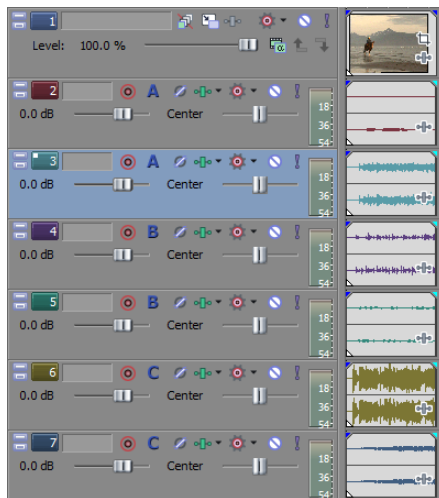 1
Level: 100.0 %
2 A
0.0 dB Center 18
36
54
3 A
0.0 dB Center 18
36
54
4 B
0.0 dB Center 18
36
54
5 B
0.0 dB Center 18
36
54
6 C
0.0 dB Center 18
36
54
7 C
0.0 dB Center 18
36
54